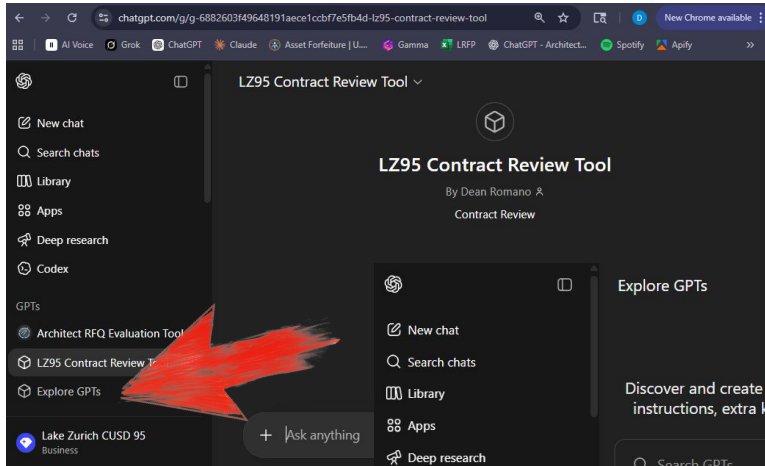 chatgpt.com/g/g-6882603f49648191aece1ccbf7e5fb4d-lz95-contract-review-tool
D
New Chrome available
AI Voice
Grok
ChatGPT
Claude
Asset Forfeiture | U...
Gamma
LRFP
ChatGPT - Architect...
Spotify
Apify
»
LZ95 Contract Review Tool
New chat
Search chats
Library
Apps
Deep research
Codex
GPTs
Architect RFQ Evaluation Tool
LZ95 Contract Review
Explore GPTs
Lake Zurich CUSD 95
Business
LZ95 Contract Review Tool
By Dean Romano
Contract Review
+ Ask anything
New chat
Search chats
Library
Apps
Deep research
Explore GPTs
Discover and create
instructions, extra k
Search GPTs